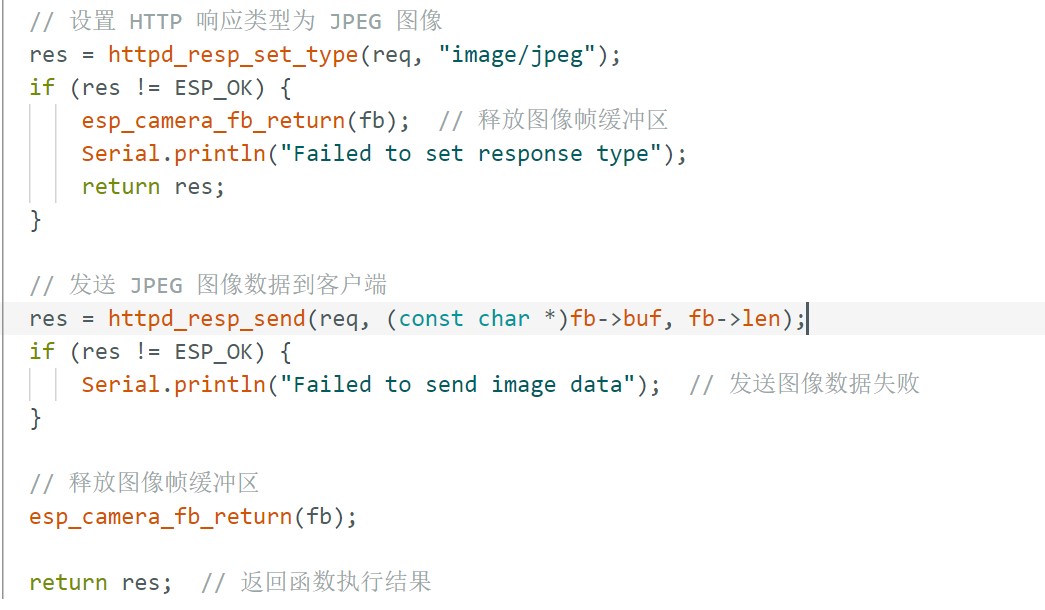 // 设置 HTTP 响应类型为 JPEG 图像
res = httpd_resp_set_type(req, "image/jpeg");
if (res != ESP_OK) {
    esp_camera_fb_return(fb);  // 释放图像帧缓冲区
    Serial.println("Failed to set response type");
    return res;
}

// 发送 JPEG 图像数据到客户端
res = httpd_resp_send(req, (const char *)fb->buf, fb->len);
if (res != ESP_OK) {
    Serial.println("Failed to send image data");  // 发送图像数据失败
}

// 释放图像帧缓冲区
esp_camera_fb_return(fb);

return res;  // 返回函数执行结果